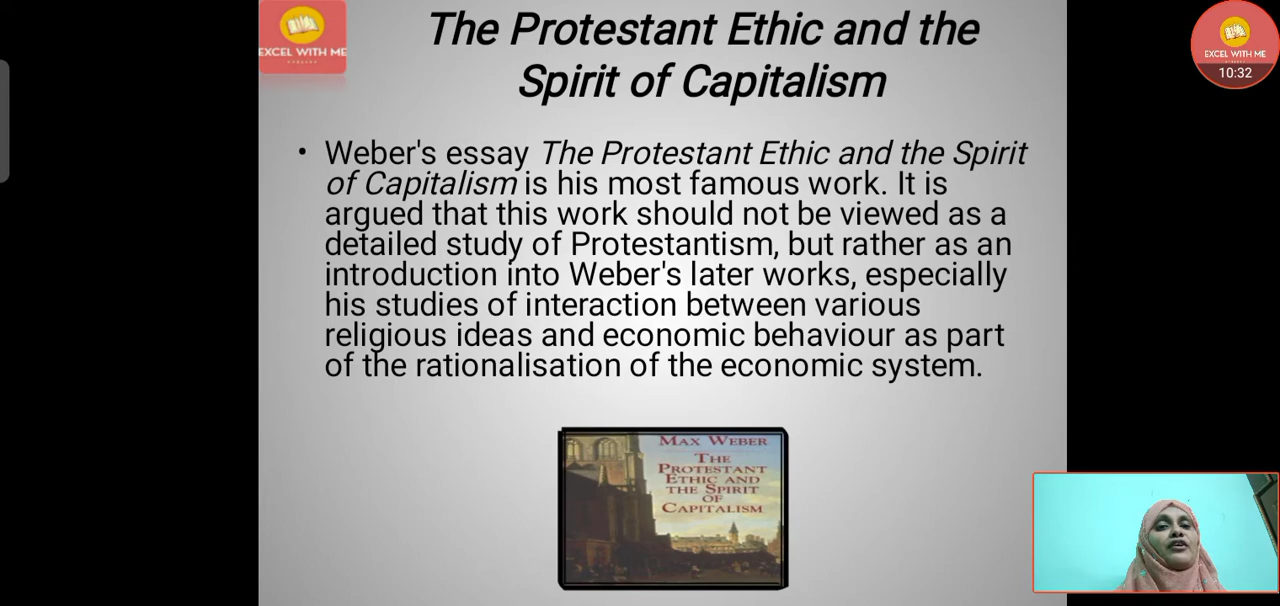 EXCEL WITH ME
The Protestant Ethic and the
Spirit of Capitalism
EXCEL WITH ME
10:32
• Weber's essay The Protestant Ethic and the Spirit
of Capitalism is his most famous work. It is
argued that this work should not be viewed as a
detailed study of Protestantism, but rather as an
introduction into Weber's later works, especially
his studies of interaction between various
religious ideas and economic behaviour as part
of the rationalisation of the economic system.
MAX WEBER
THE
PROTESTANT
ETHIC AND
THE SPIRIT
OF
CAPITALISM